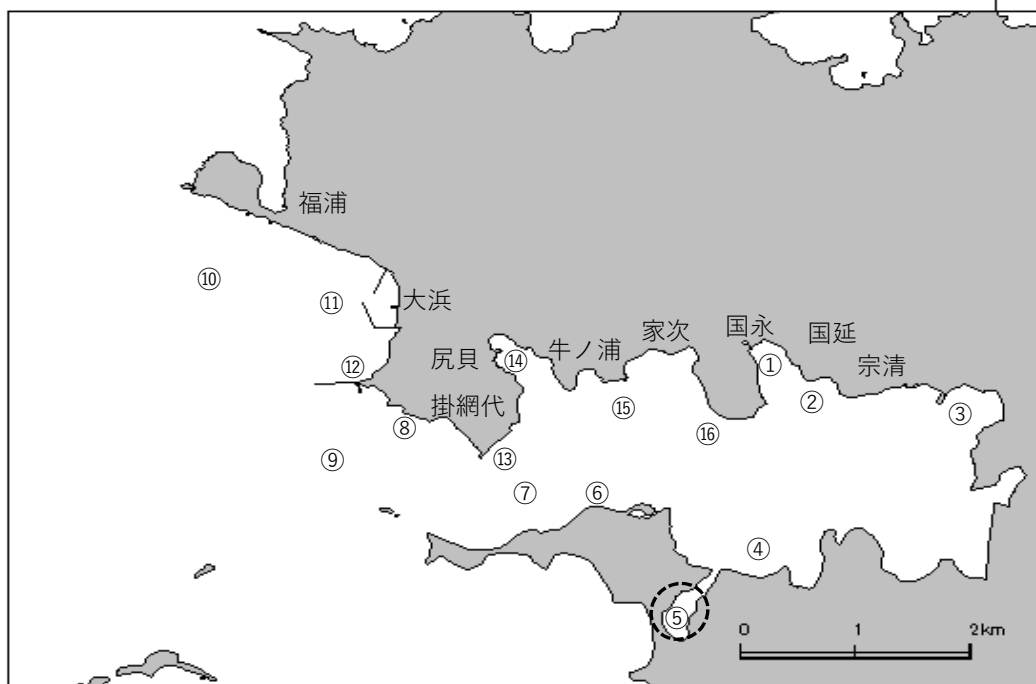 福浦
⑩
⑪
大浜
国永
国延
家次
牛ノ浦
尻貝
⑭
⑫
①
宗清
②
③
掛網代
⑮
⑧
⑯
⑨
⑬
⑦
⑥
④
⑤
0 1 2km